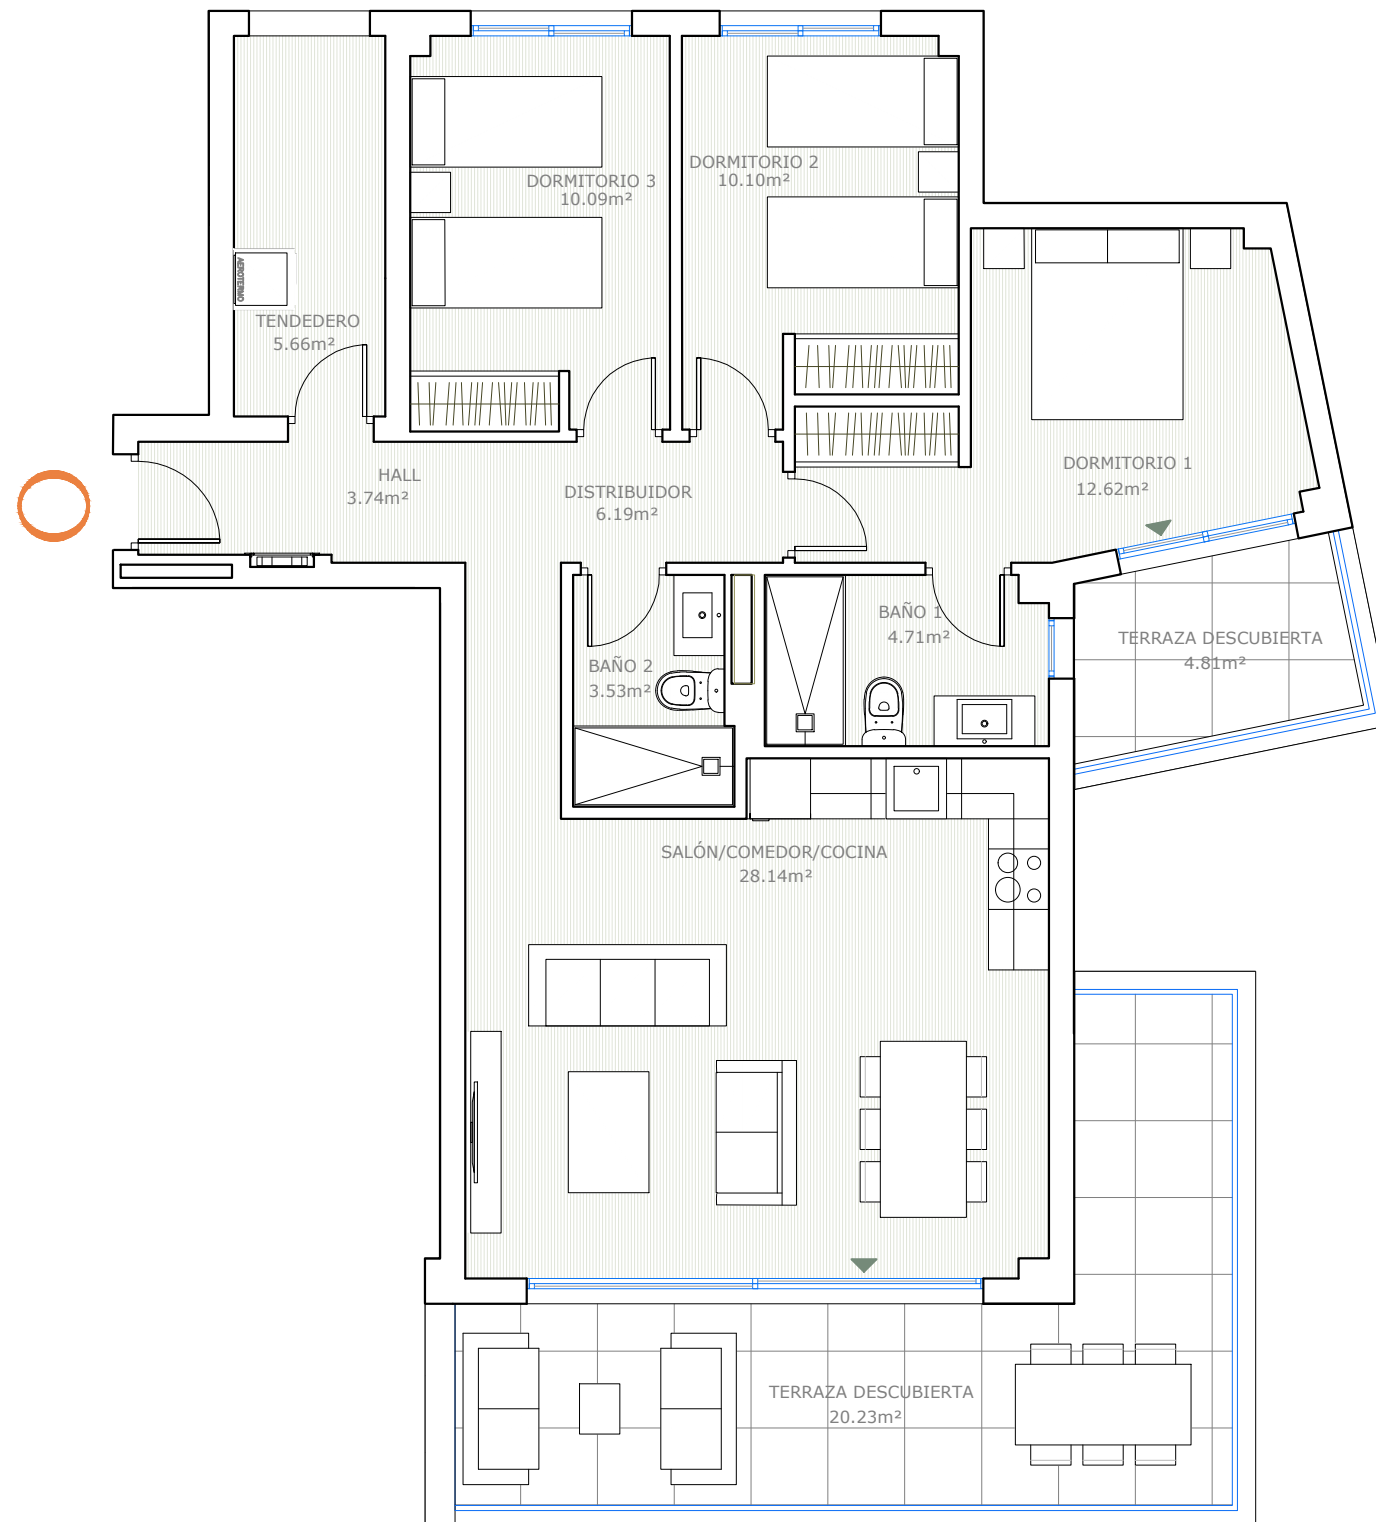 DORMITORIO 2
10.10m²
DORMITORIO 3
10.09m²
AEROTERMO
TENDEDERO
5.66m²
DORMITORIO 1
12.62m²
HALL
3.74m²
DISTRIBUIDOR
6.19m²
BAÑO 1
4.71m²
TERRAZA DESCUBIERTA
4.81m²
BAÑO 2
3.53m²
SALÓN/COMEDOR/COCINA
28.14m²
TERRAZA DESCUBIERTA
20.23m²